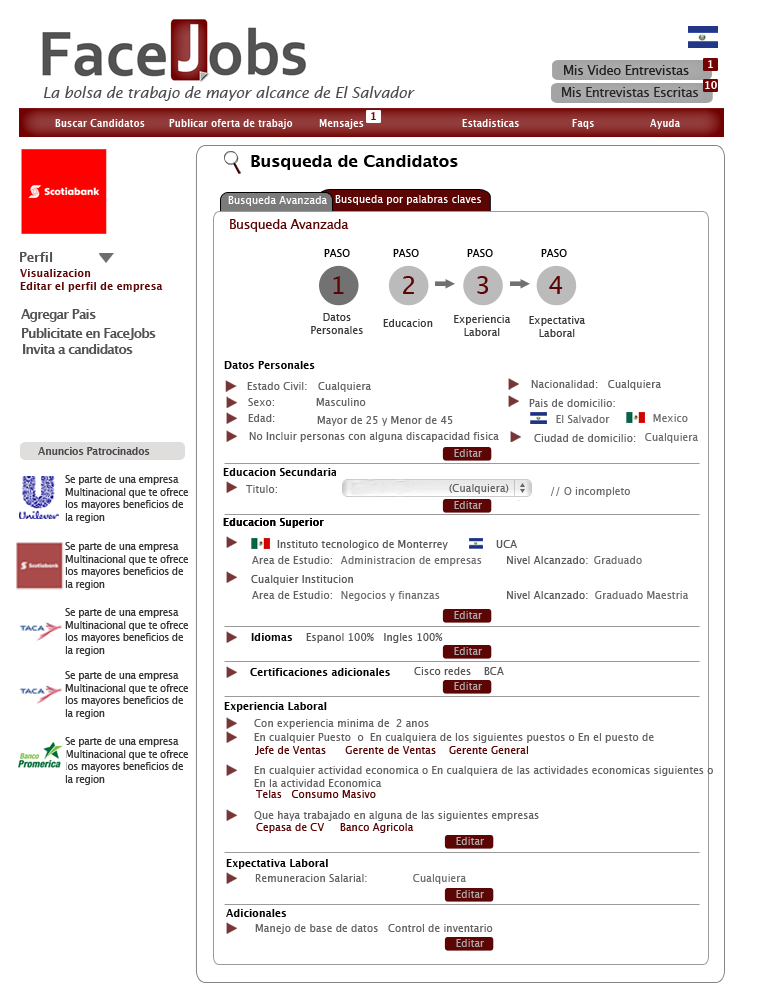 FaceJobs
La bolsa de trabajo de mayor alcance de El Salvador
Mis Video Entrevistas 1
Mis Entrevistas Escritas 10
Buscar Candidatos Publicar oferta de trabajo Mensajes 1 Estadisticas Faqs Ayuda
Scotiabank
Perfil
Visualizacion
Editar el perfil de empresa
Agregar Pais
Publicitate en FaceJobs
Invita a candidatos
Anuncios Patrocinados
Unilever
Se parte de una empresa
Multinacional que te ofrece
los mayores beneficios de
la region
Scotiabank
Se parte de una empresa
Multinacional que te ofrece
los mayores beneficios de
la region
TACA
Se parte de una empresa
Multinacional que te ofrece
los mayores beneficios de
la region
TACA
Se parte de una empresa
Multinacional que te ofrece
los mayores beneficios de
la region
Banco
Promerica
Se parte de una empresa
Multinacional que te ofrece
los mayores beneficios de
la region
Busqueda de Candidatos
Busqueda Avanzada Busqueda por palabras claves
Busqueda Avanzada
PASO PASO PASO PASO
1 2 3 4
Datos
Personales
Educacion
Experiencia
Laboral
Expectativa
Laboral
Datos Personales
Estado Civil: Cualquiera Nacionalidad: Cualquiera
Sexo: Masculino Pais de domicilio:
Edad: Mayor de 25 y Menor de 45 El Salvador Mexico
No Incluir personas con alguna discapacidad fisica Ciudad de domicilio: Cualquiera
Editar
Educacion Secundaria
Titulo: (Cualquiera) // O incompleto
Editar
Educacion Superior
Instituto tecnologico de Monterrey UCA
Area de Estudio: Administracion de empresas Nivel Alcanzado: Graduado
Cualquier Institucion
Area de Estudio: Negocios y finanzas Nivel Alcanzado: Graduado Maestria
Editar
Idiomas Espanol 100% Ingles 100%
Editar
Certificaciones adicionales Cisco redes BCA
Editar
Experiencia Laboral
Con experiencia minima de 2 anos
En cualquier Puesto o En cualquiera de los siguientes puestos o En el puesto de
Jefe de Ventas Gerente de Ventas Gerente General
En cualquier actividad economica o En cualquiera de las actividades economicas siguientes o
En la actividad Economica
Telas Consumo Masivo
Que haya trabajado en alguna de las siguientes empresas
Cepasa de CV Banco Agricola
Editar
Expectativa Laboral
Remuneracion Salarial: Cualquiera
Editar
Adicionales
Manejo de base de datos Control de inventario
Editar